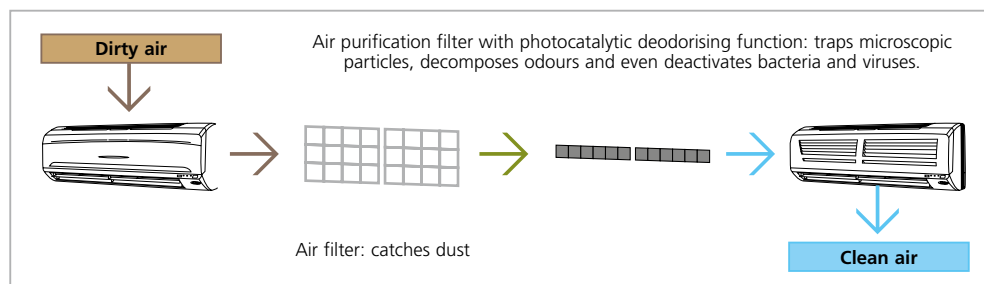 Dirty air
Air purification filter with photocatalytic deodorising function: traps microscopic
particles, decomposes odours and even deactivates bacteria and viruses.
Air filter: catches dust
Clean air